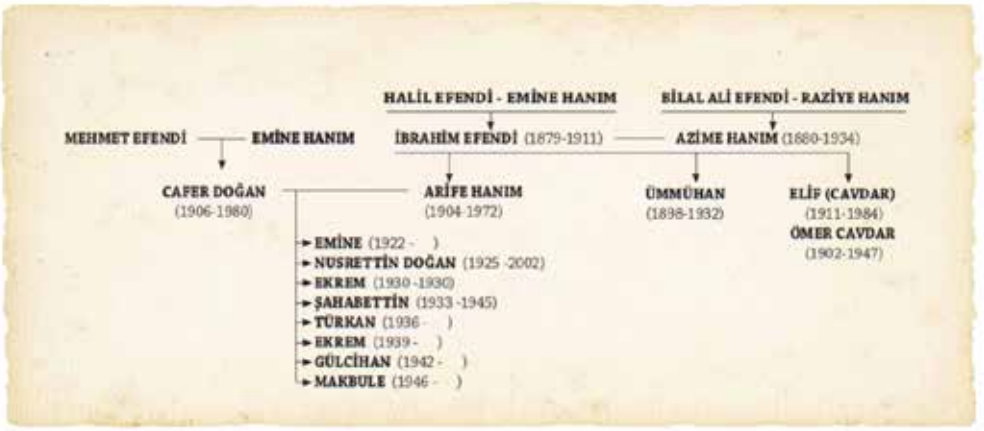 HALİL EFENDİ - EMİNE HANIM BİLAL ALİ EFENDİ - RAZİYE HANIM
MEHMET EFENDİ EMİNE HANIM İBRAHİM EFENDİ (1879-1911) AZİME HANIM (1880-1934)
CAFER DOĞAN ARİFE HANIM ÜMMÜHAN ELİF (CAVDAR)
(1906-1980) (1904-1972) (1898-1932) (1911-1984)
ÖMER CAVDAR
(1902-1947)
EMİNE (1922 - )
NUSRETTİN DOĞAN (1925 -2002)
EKREM (1930 -1930)
ŞAHABETTİN (1933 -1945)
TÜRKAN (1936 - )
EKREM (1939 - )
GÜLCİHAN (1942 - )
MAKBULE (1946 - )